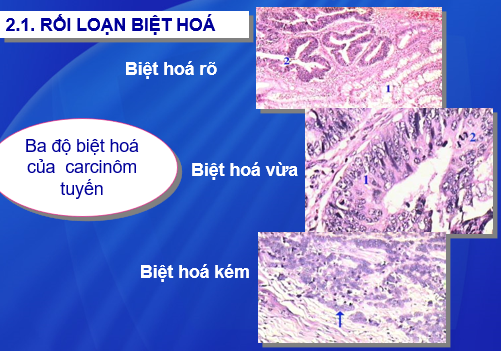 2.1. RỐI LOẠN BIỆT HOÁ
Biệt hoá rõ
2
1
Ba độ biệt hoá
của carcinôm
tuyến
Biệt hoá vừa
2
1
Biệt hoá kém